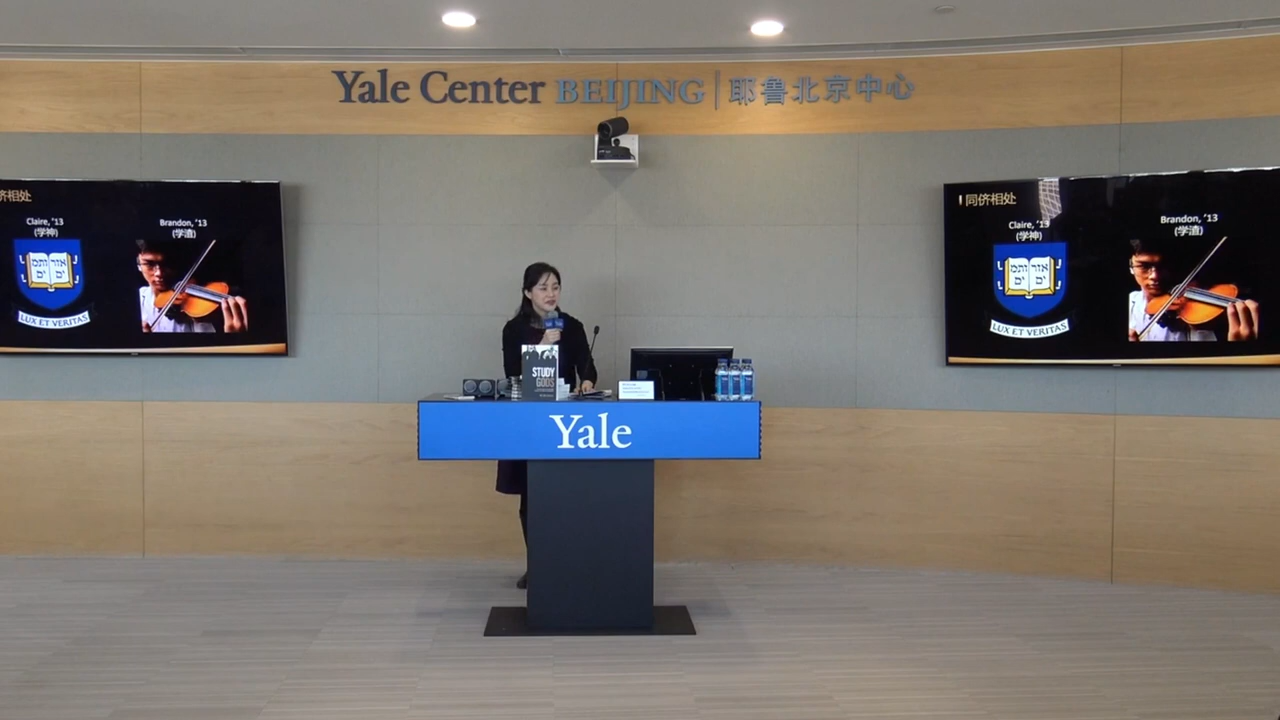 Yale Center BEIJING 耶鲁北京中心
侪相处
Claire, '13
(学神)
Brandon, '13
(学渣)
LUX ET VERITAS
同侪相处
Claire, '13
(学神)
Brandon, '13
(学渣)
LUX ET VERITAS
STUDY
GODS
Yale